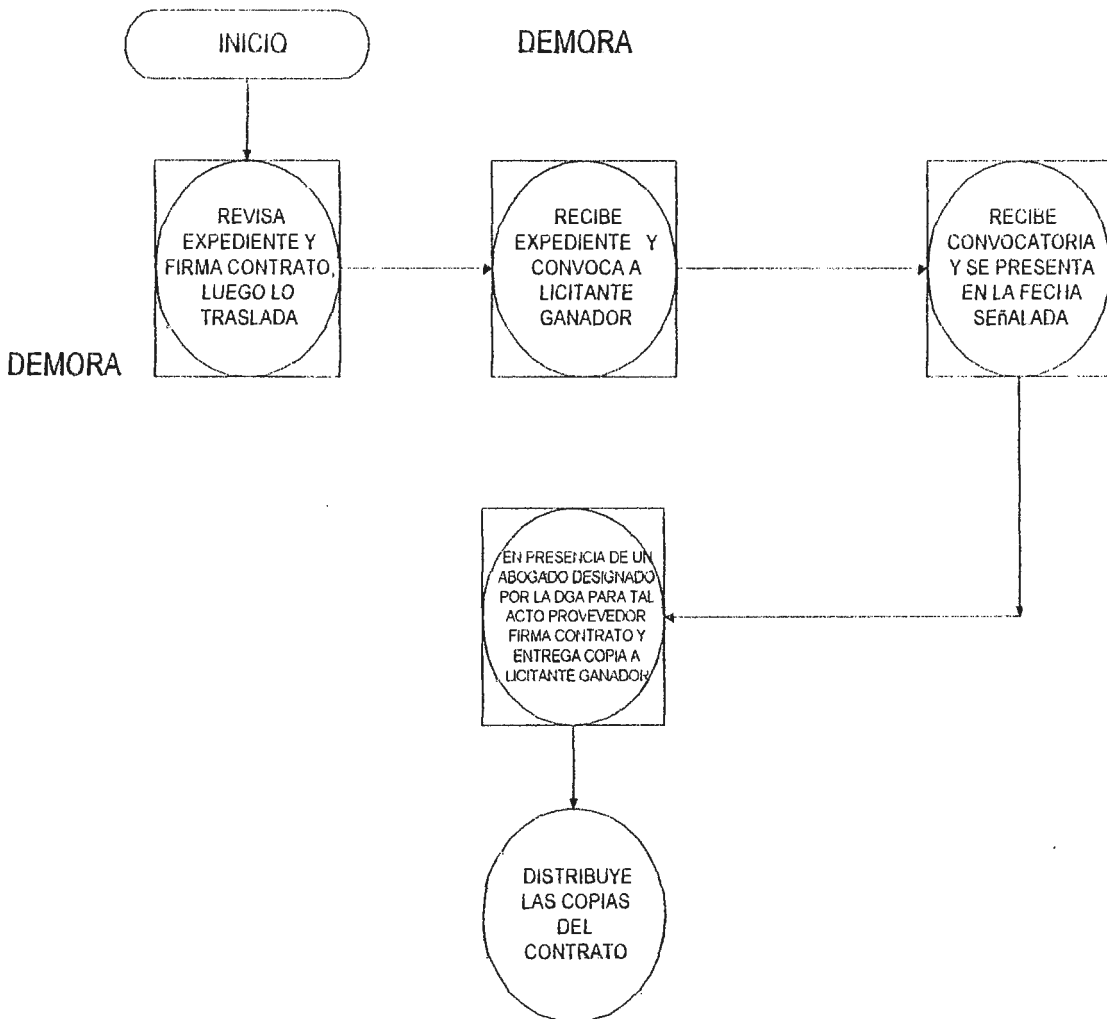 INICIO
DEMORA
REVISA
EXPEDIENTE Y
FIRMA CONTRATO,
LUEGO LO
TRASLADA
RECIBE
EXPEDIENTE Y
CONVOCA A
LICITANTE
GANADOR
RECIBE
CONVOCATORIA
Y SE PRESENTA
EN LA FECHA
SEñALADA
DEMORA
EN PRESENCIA DE UN
ABOGADO DESIGNADO
POR LA DGA PARA TAL
ACTO PROVEVEDOR
FIRMA CONTRATO Y
ENTREGA COPIA A
LICITANTE GANADOR
DISTRIBUYE
LAS COPIAS
DEL
CONTRATO